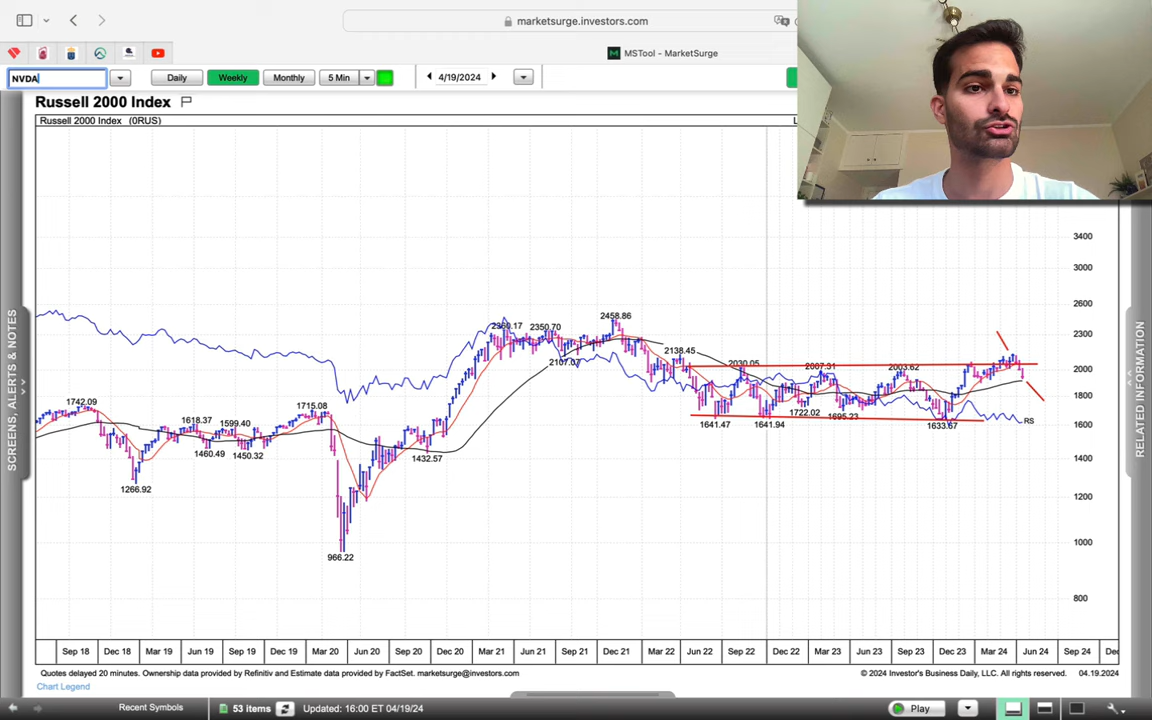 marketsurge.investors.com
MSTool - MarketSurge
NVDA
Daily
Weekly
Monthly
5 Min
4/19/2024
Russell 2000 Index
Russell 2000 Index (0RUS)
3400
3000
2600
2300
2000
1800
1600
1400
1200
1000
800
2458.86
2360.17
2350.70
2138.45
2107.07
2030.05
2007.31
2003.62
1742.09
1715.08
1618.37
1599.40
1460.49
1450.32
1432.57
1266.92
966.22
1641.47
1641.94
1722.02
1695.23
1633.67
RS
SCREENS, ALERTS & NOTES
RELATED INFORMATION
Sep 18 Dec 18 Mar 19 Jun 19 Sep 19 Dec 19 Mar 20 Jun 20 Sep 20 Dec 20 Mar 21 Jun 21 Sep 21 Dec 21 Mar 22 Jun 22 Sep 22 Dec 22 Mar 23 Jun 23 Sep 23 Dec 23 Mar 24 Jun 24 Sep 24 Dec
Quotes delayed 20 minutes. Ownership data provided by Refinitiv and Estimate data provided by FactSet. marketsurge@investors.com
© 2024 Investor's Business Daily, LLC. All rights reserved. 04.19.2024
Chart Legend
Recent Symbols
53 items
Updated: 16:00 ET 04/19/24
Play